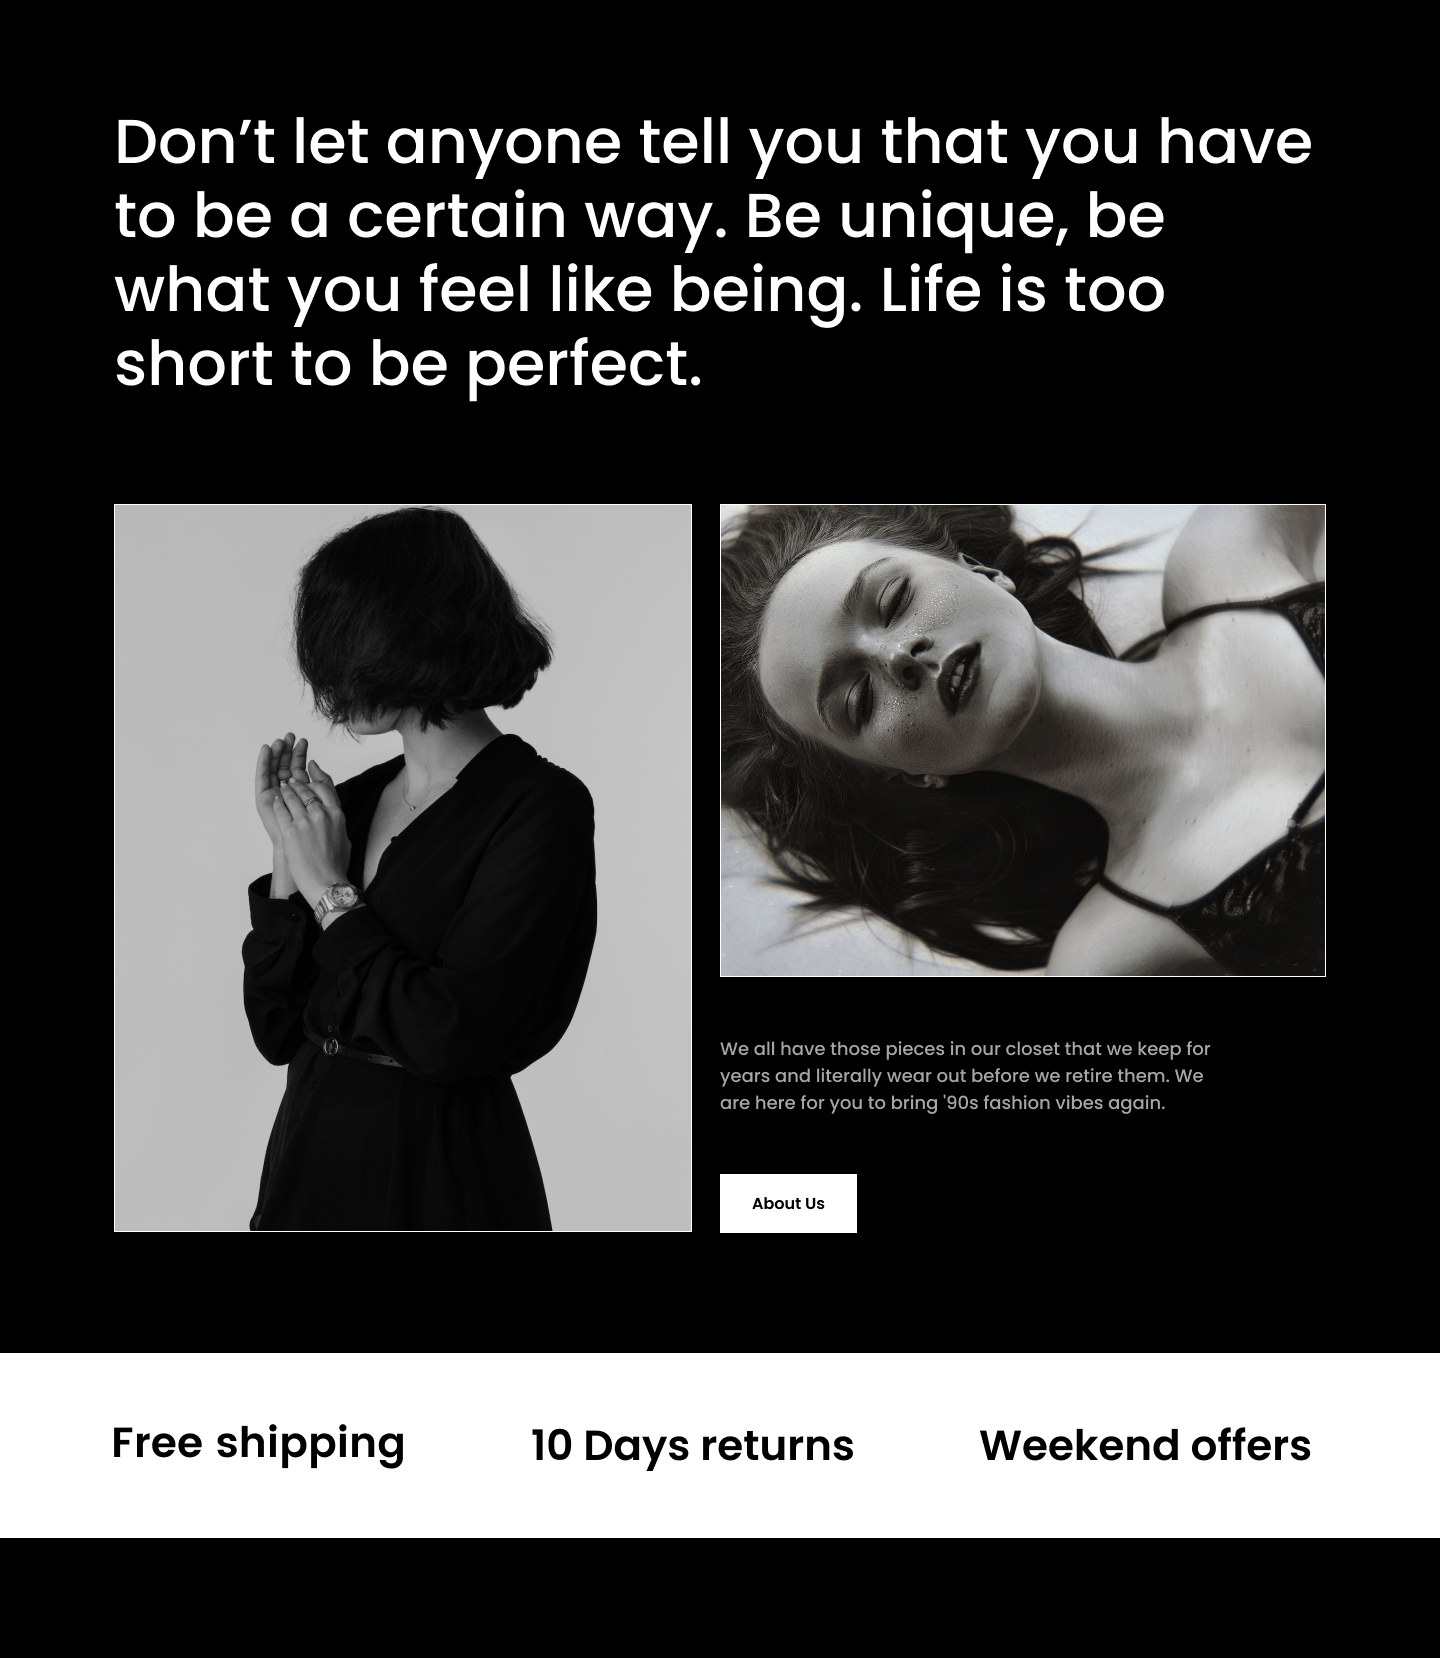 Don’t let anyone tell you that you have
to be a certain way. Be unique, be
what you feel like being. Life is too
short to be perfect.
We all have those pieces in our closet that we keep for
years and literally wear out before we retire them. We
are here for you to bring '90s fashion vibes again.
About Us
Free shipping
10 Days returns
Weekend offers